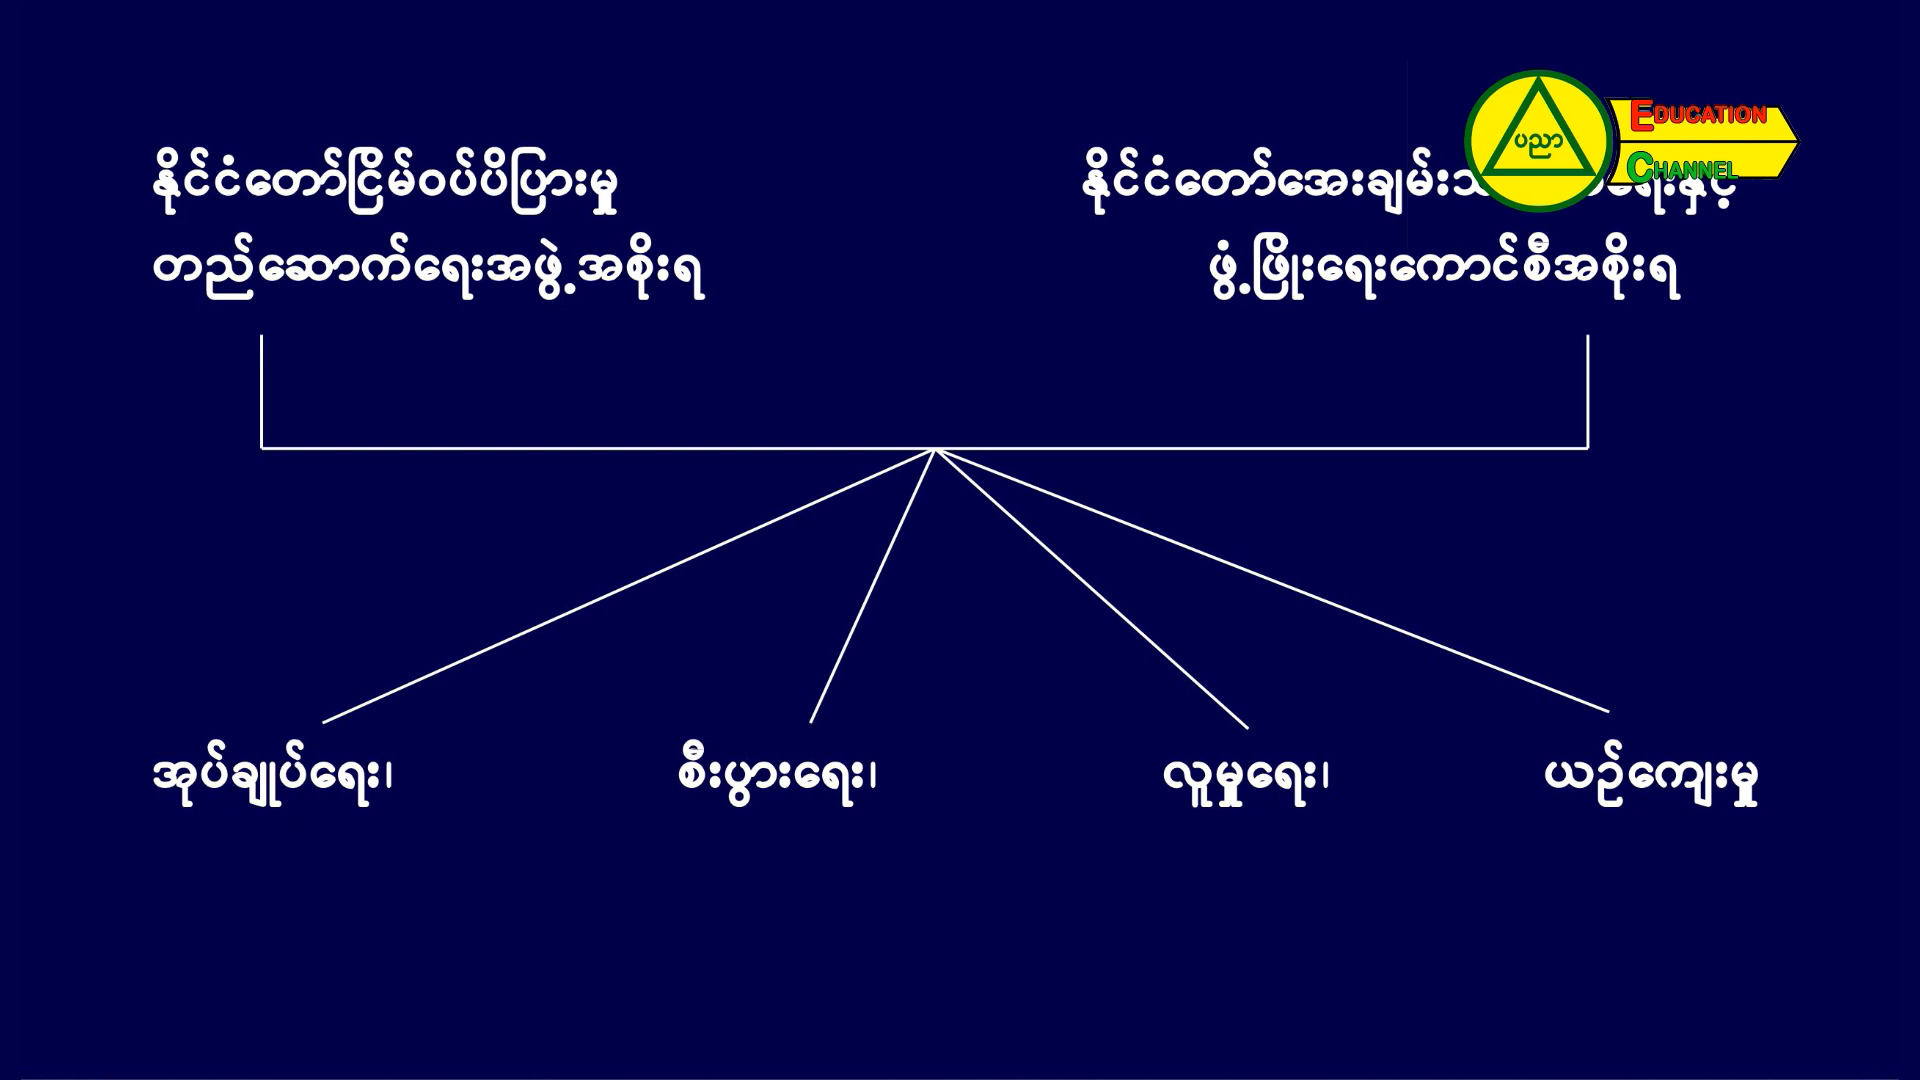 နိုင်ငံတော်ငြိမ်ဝပ်ပိပြားမှု
တည်ဆောက်ရေးအဖွဲ့အစိုးရ
နိုင်ငံတော်အေးချမ်း
ဖွံ့ဖြိုးရေးကောင်စီအစိုးရ
ပညာ
EDUCATION
CHANNEL
အုပ်ချုပ်ရေး၊
စီးပွားရေး၊
လူမှုရေး၊
ယဉ်ကျေးမှု